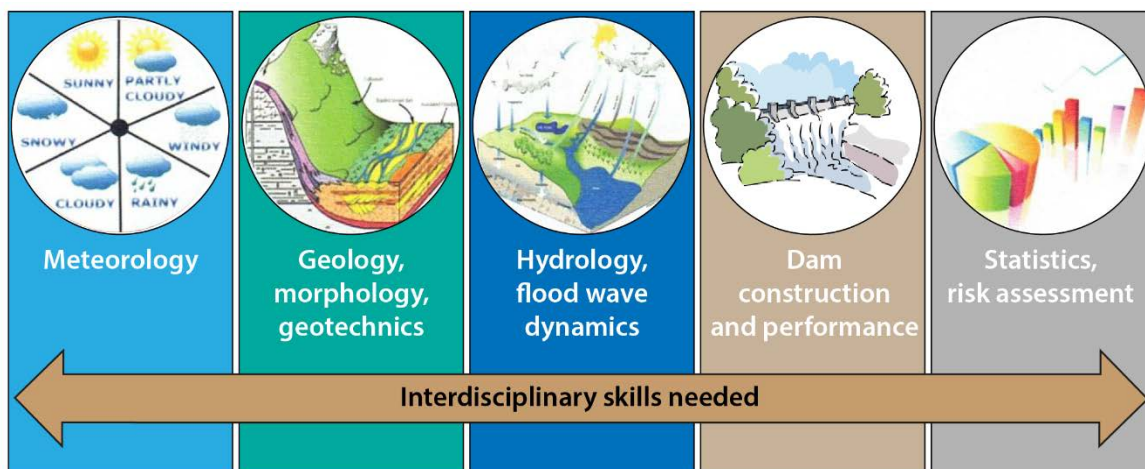 SUNNY
PARTLY
CLOUDY
SNOWY
WINDY
CLOUDY
RAINY
Meteorology
Geology,
morphology,
geotechnics
Hydrology,
flood wave
dynamics
Dam
construction
and performance
Statistics,
risk assessment
Interdisciplinary skills needed